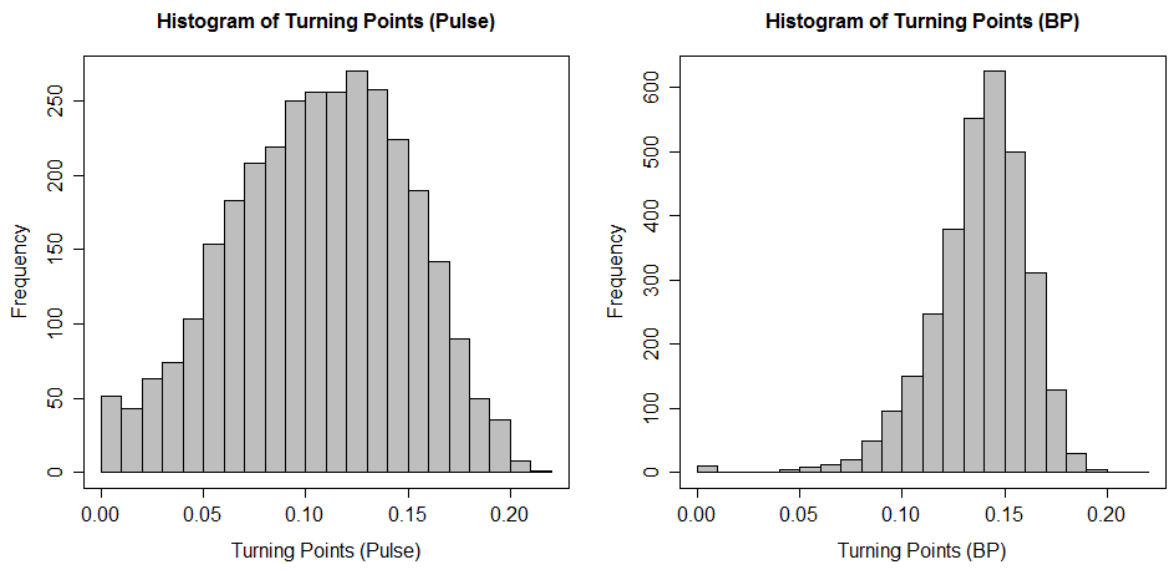 Histogram of Turning Points (Pulse)
Frequency
0
50
100
150
200
250
0.00 0.05 0.10 0.15 0.20
Turning Points (Pulse)
Histogram of Turning Points (BP)
Frequency
0
100
200
300
400
500
600
0.00 0.05 0.10 0.15 0.20
Turning Points (BP)